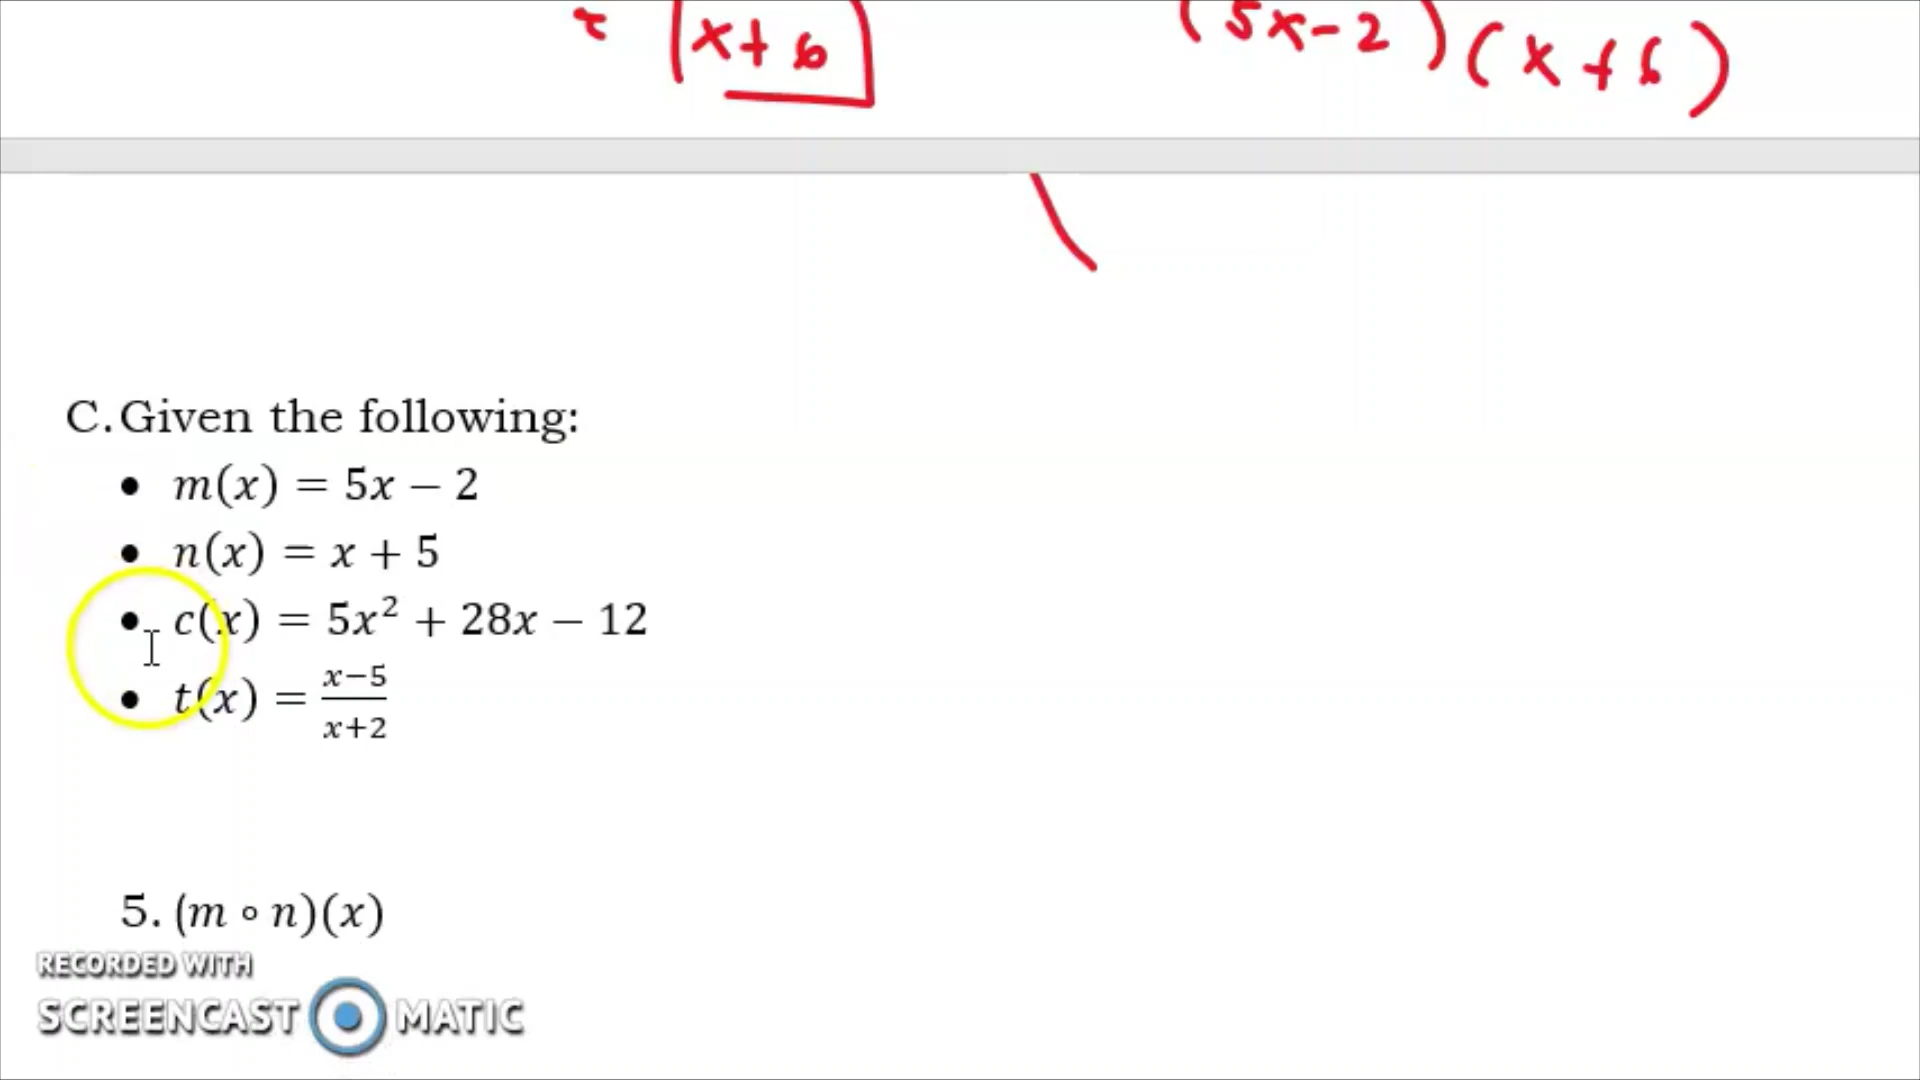 = x + 6 (5x - 2)(x + 6)
C. Given the following:
• m(x) = 5x − 2
• n(x) = x + 5
• c(x) = 5x² + 28x − 12
• t(x) = (x−5)/(x+2)
5. (m ∘ n)(x)
RECORDED WITH
SCREENCAST MATIC